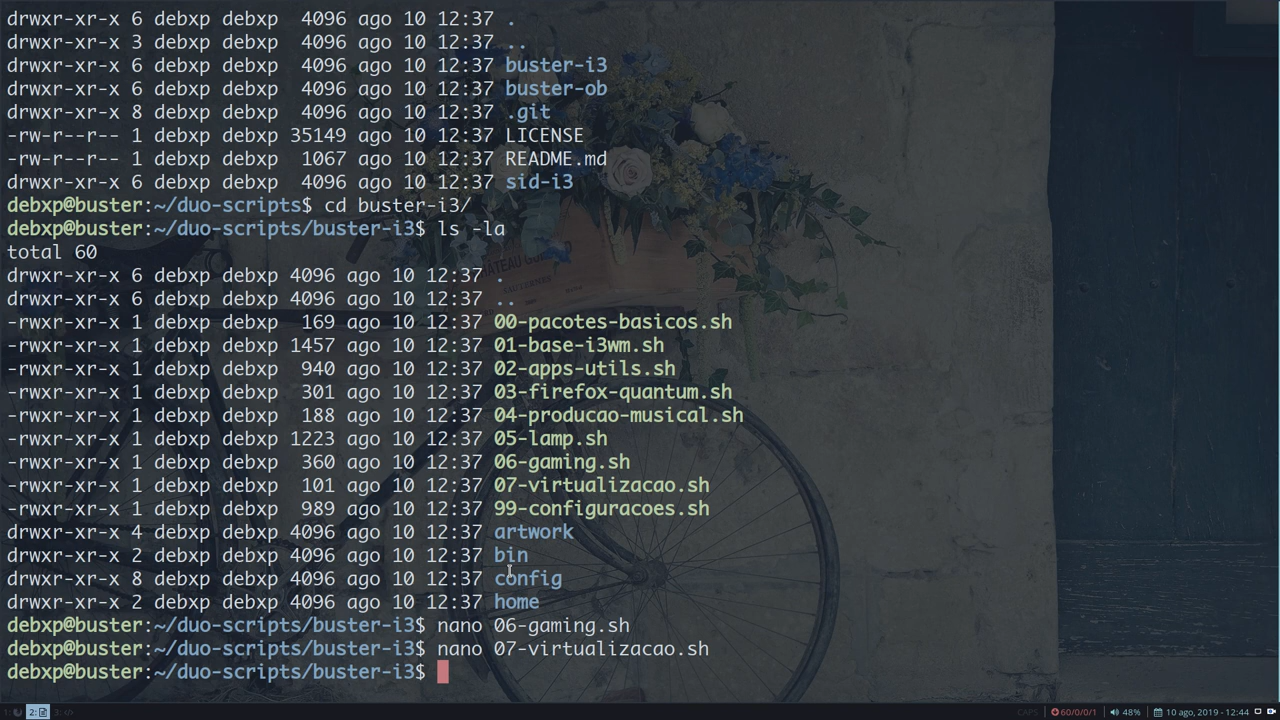 drwxr-xr-x 6 debxp debxp  4096 ago 10 12:37 .
drwxr-xr-x 3 debxp debxp  4096 ago 10 12:37 ..
drwxr-xr-x 6 debxp debxp  4096 ago 10 12:37 buster-i3
drwxr-xr-x 6 debxp debxp  4096 ago 10 12:37 buster-ob
drwxr-xr-x 8 debxp debxp  4096 ago 10 12:37 .git
-rw-r--r-- 1 debxp debxp 35149 ago 10 12:37 LICENSE
-rw-r--r-- 1 debxp debxp  1067 ago 10 12:37 README.md
drwxr-xr-x 6 debxp debxp  4096 ago 10 12:37 sid-i3
debxp@buster:~/duo-scripts$ cd buster-i3/
debxp@buster:~/duo-scripts/buster-i3$ ls -la
total 60
drwxr-xr-x 6 debxp debxp 4096 ago 10 12:37 .
drwxr-xr-x 6 debxp debxp 4096 ago 10 12:37 ..
-rwxr-xr-x 1 debxp debxp  169 ago 10 12:37 00-pacotes-basicos.sh
-rwxr-xr-x 1 debxp debxp 1457 ago 10 12:37 01-base-i3wm.sh
-rwxr-xr-x 1 debxp debxp  940 ago 10 12:37 02-apps-utils.sh
-rwxr-xr-x 1 debxp debxp  301 ago 10 12:37 03-firefox-quantum.sh
-rwxr-xr-x 1 debxp debxp  188 ago 10 12:37 04-producao-musical.sh
-rwxr-xr-x 1 debxp debxp 1223 ago 10 12:37 05-lamp.sh
-rwxr-xr-x 1 debxp debxp  360 ago 10 12:37 06-gaming.sh
-rwxr-xr-x 1 debxp debxp  101 ago 10 12:37 07-virtualizacao.sh
-rwxr-xr-x 1 debxp debxp  989 ago 10 12:37 99-configuracoes.sh
drwxr-xr-x 4 debxp debxp 4096 ago 10 12:37 artwork
drwxr-xr-x 2 debxp debxp 4096 ago 10 12:37 bin
drwxr-xr-x 8 debxp debxp 4096 ago 10 12:37 config
drwxr-xr-x 2 debxp debxp 4096 ago 10 12:37 home
debxp@buster:~/duo-scripts/buster-i3$ nano 06-gaming.sh
debxp@buster:~/duo-scripts/buster-i3$ nano 07-virtualizacao.sh
debxp@buster:~/duo-scripts/buster-i3$
1: 2: 3: CAPS 60/0/0/1 48% 10 ago, 2019 - 12:44